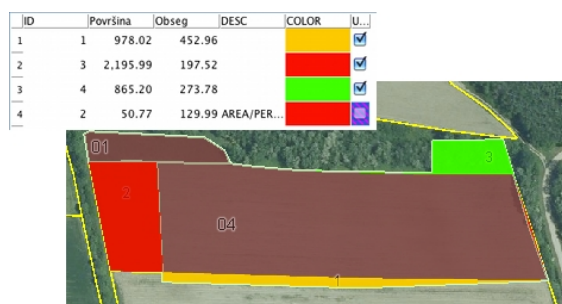 ID Površina Obseg DESC COLOR U...
1 1 978.02 452.96
2 3 2,195.99 197.52
3 4 865.20 273.78
4 2 50.77 129.99 AREA/PER...
01
3
2
04
1